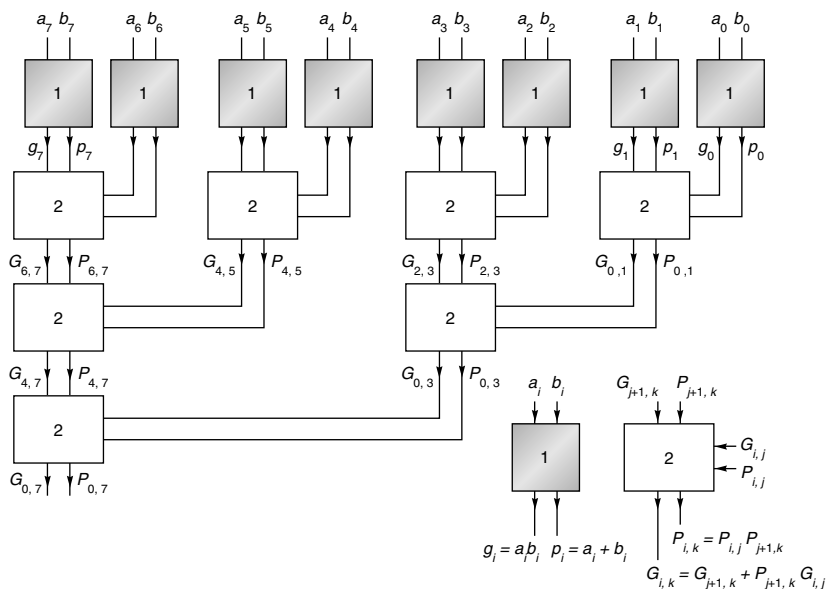 a7 b7 a6 b6 a5 b5 a4 b4 a3 b3 a2 b2 a1 b1 a0 b0
1 1 1 1 1 1 1 1
g7 p7 g1 p1 g0 p0
2 2 2 2
G6, 7 P6, 7 G4, 5 P4, 5 G2, 3 P2, 3 G0, 1 P0, 1
2 2
G4, 7 P4, 7 G0, 3 P0, 3
ai bi Gj+1, k Pj+1, k
2 1 2 Gi, j
Pi, j
G0, 7 P0, 7
gi = aibi pi = ai + bi Pi, k = Pi, j Pj+1,k
Gi, k = Gj+1, k + Pj+1, k Gi, j